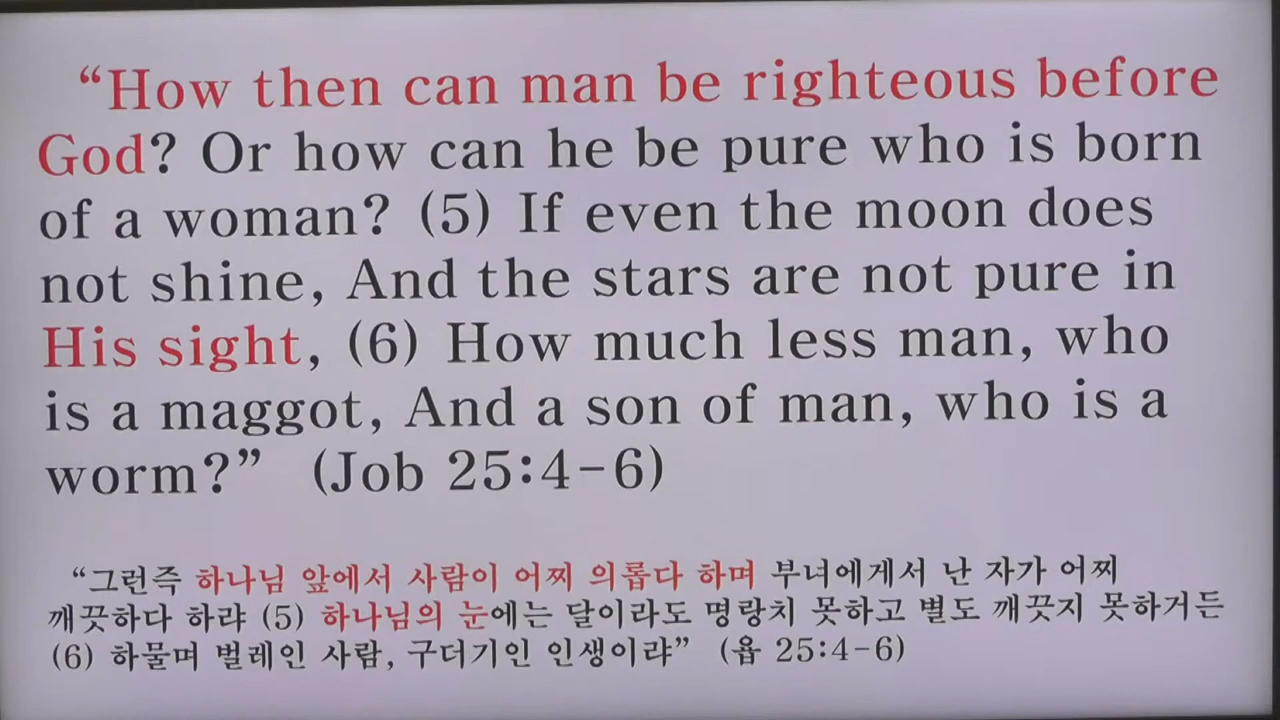 “How then can man be righteous before
God? Or how can he be pure who is born
of a woman? (5) If even the moon does
not shine, And the stars are not pure in
His sight, (6) How much less man, who
is a maggot, And a son of man, who is a
worm?” (Job 25:4-6)
“그런즉 하나님 앞에서 사람이 어찌 의롭다 하며 부녀에게서 난 자가 어찌
깨끗하다 하랴 (5) 하나님의 눈에는 달이라도 명랑치 못하고 별도 깨끗지 못하거든
(6) 하물며 벌레인 사람, 구더기인 인생이랴” (욥 25:4-6)